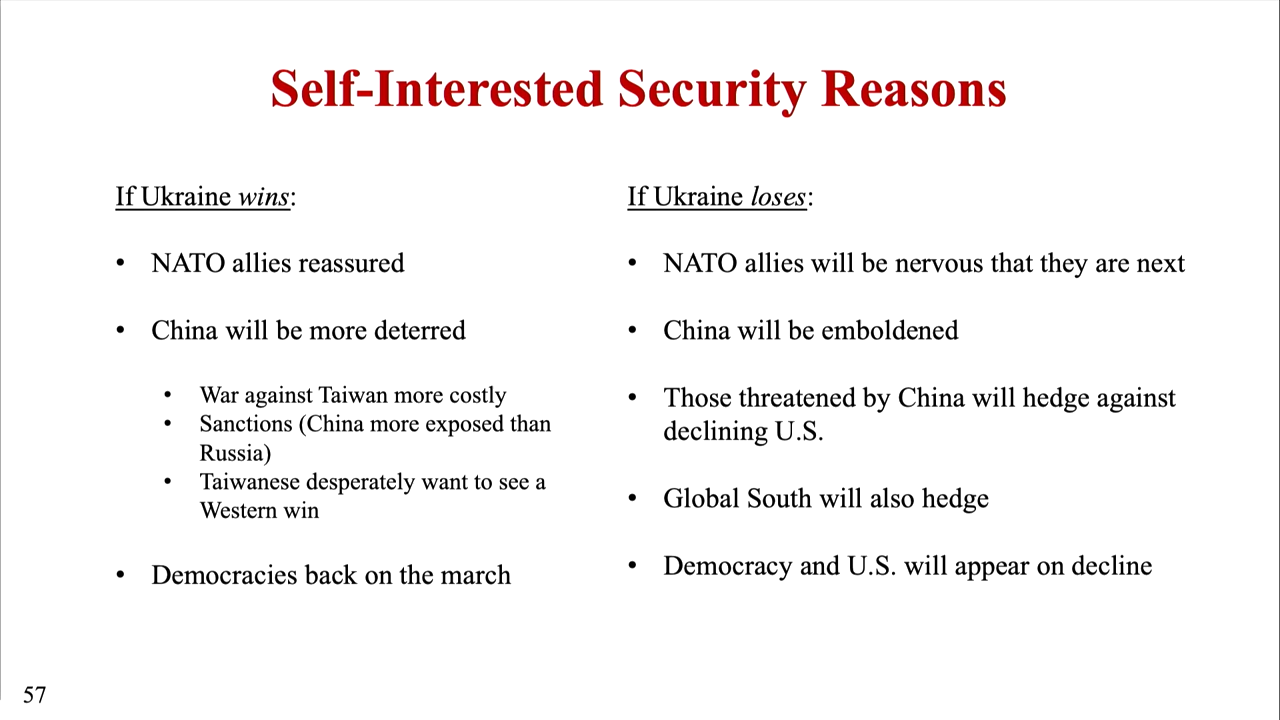 Self-Interested Security Reasons
If Ukraine wins:
• NATO allies reassured
• China will be more deterred
• War against Taiwan more costly
• Sanctions (China more exposed than
Russia)
• Taiwanese desperately want to see a
Western win
• Democracies back on the march
If Ukraine loses:
• NATO allies will be nervous that they are next
• China will be emboldened
• Those threatened by China will hedge against
declining U.S.
• Global South will also hedge
• Democracy and U.S. will appear on decline
57